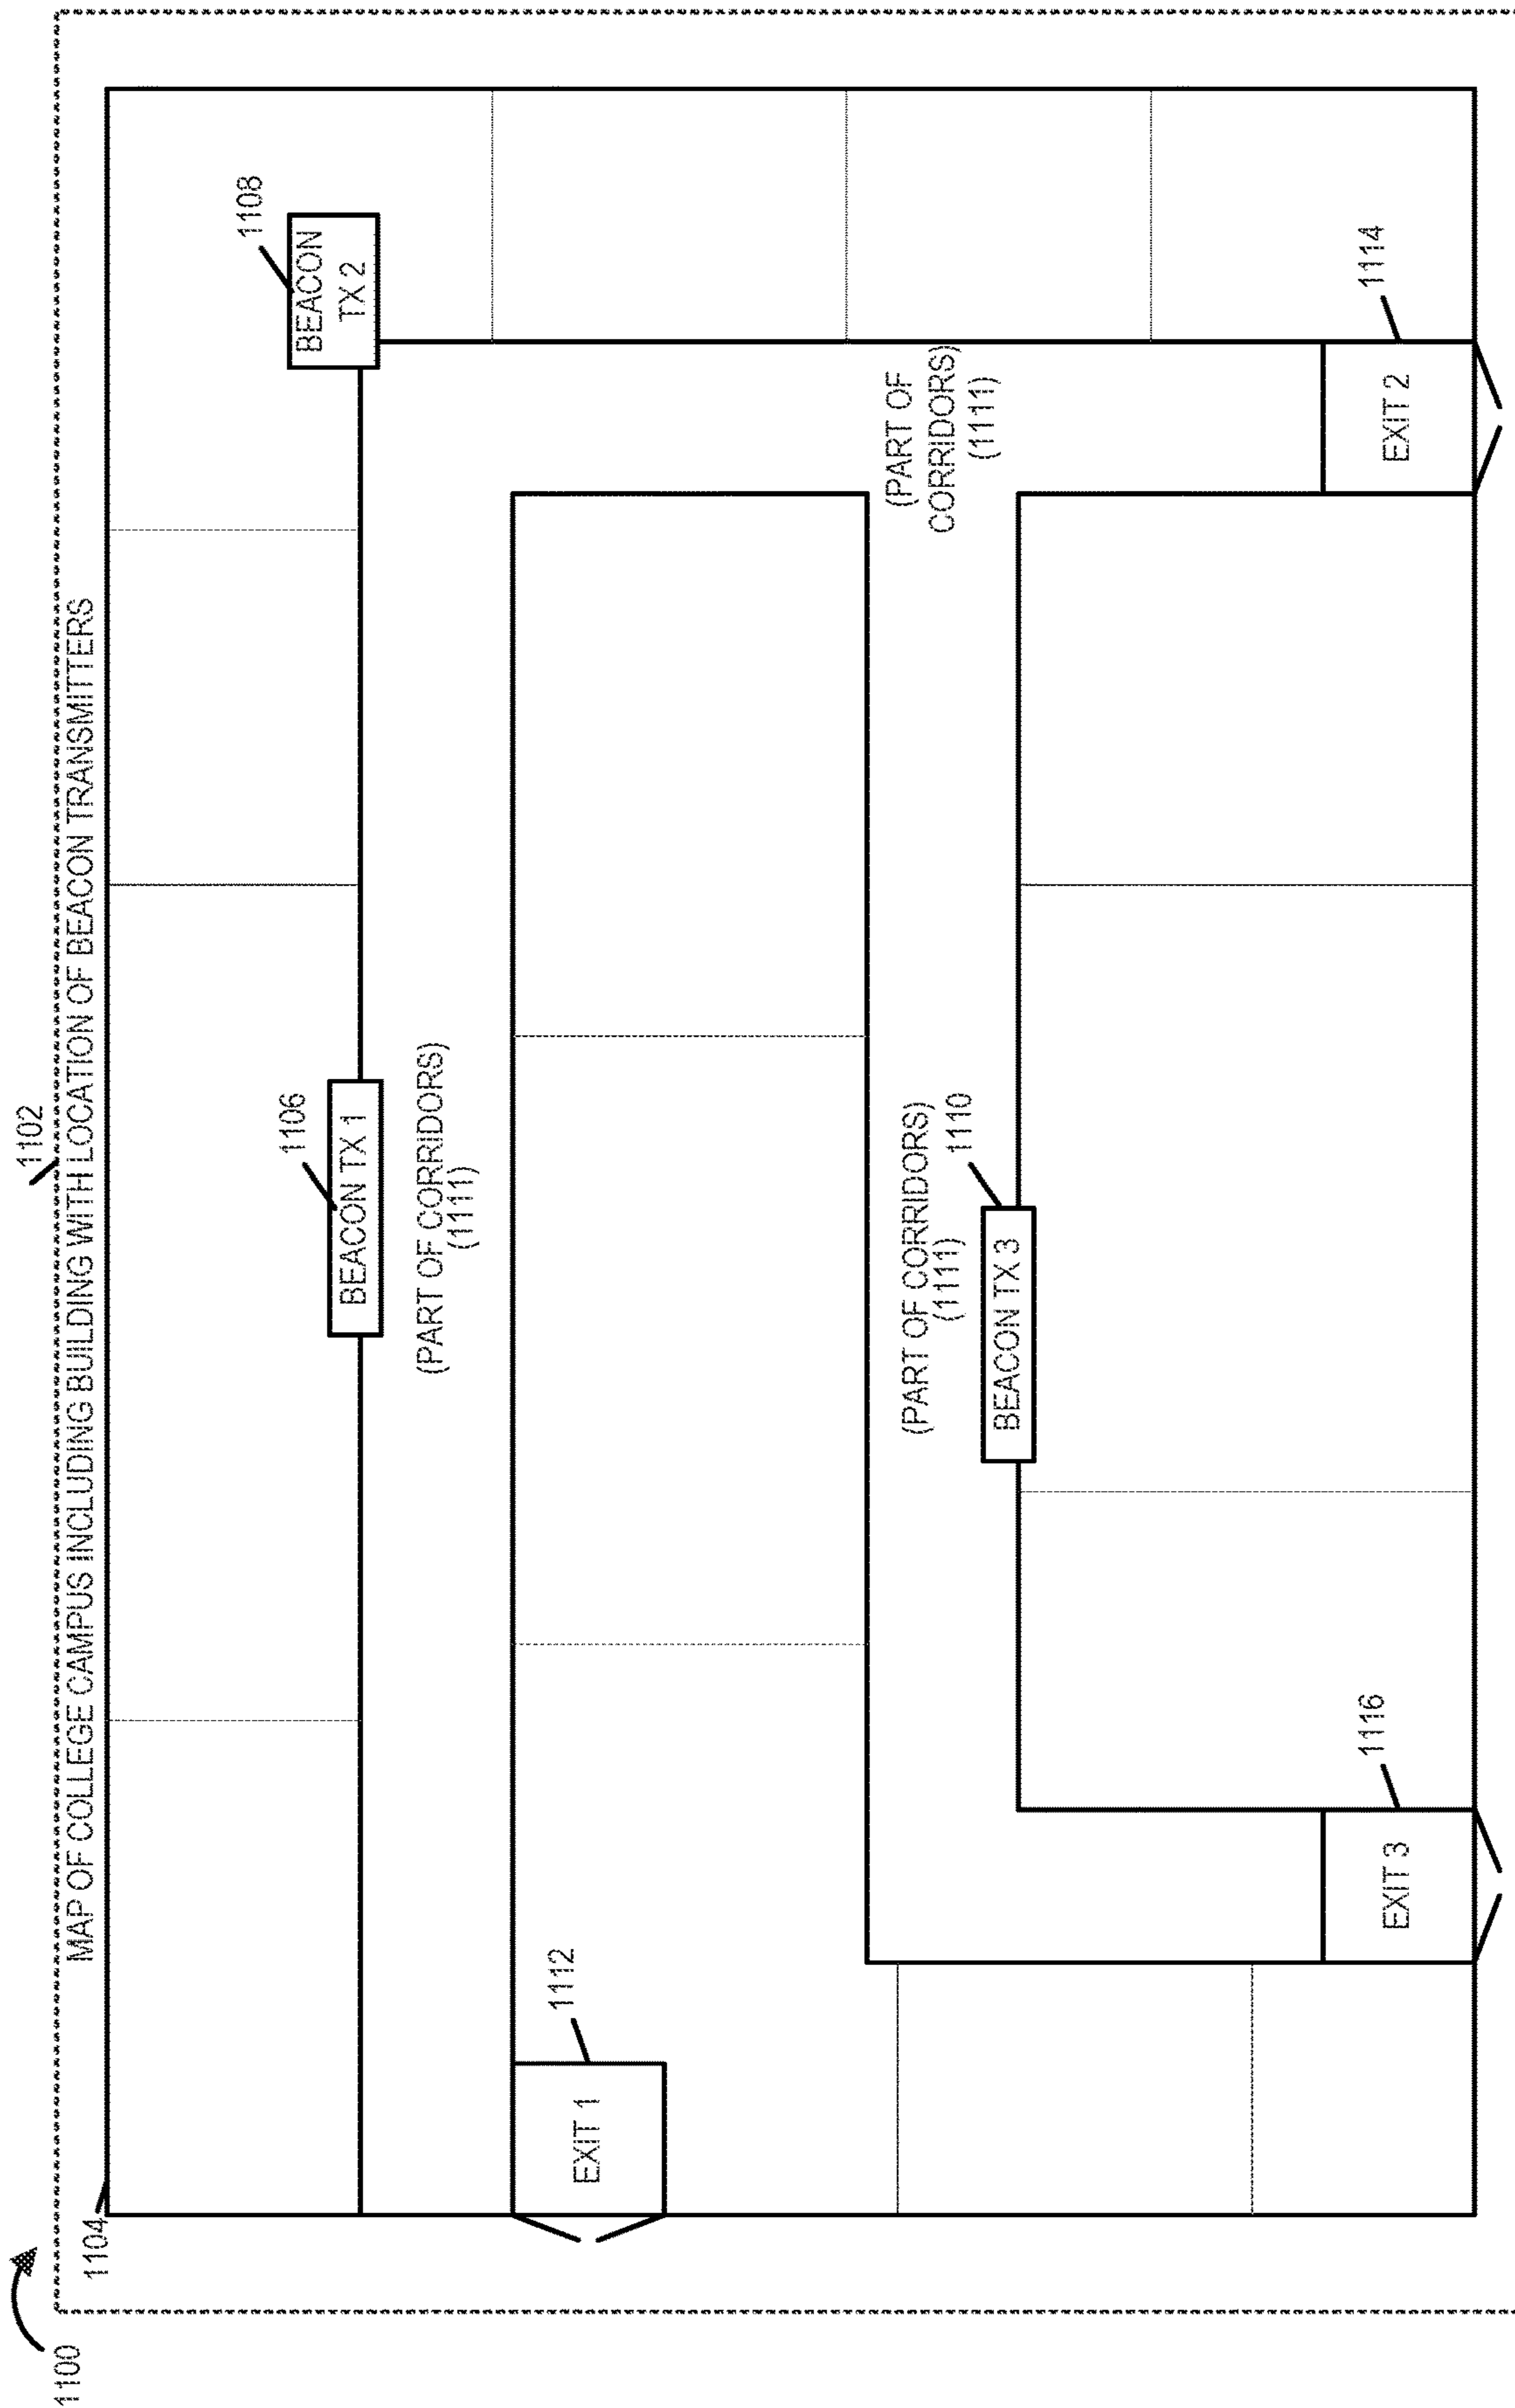 1100
1102
MAP OF COLLEGE CAMPUS INCLUDING BUILDING WITH LOCATION OF BEACON TRANSMITTERS
1104
1108
BEACON
TX 2
1106
BEACON TX 1
(PART OF CORRIDORS)
(1111)
1112
EXIT 1
(PART OF
CORRIDORS)
(1111)
(PART OF CORRIDORS)
(1111)
1110
BEACON TX 3
1116
EXIT 3
1114
EXIT 2